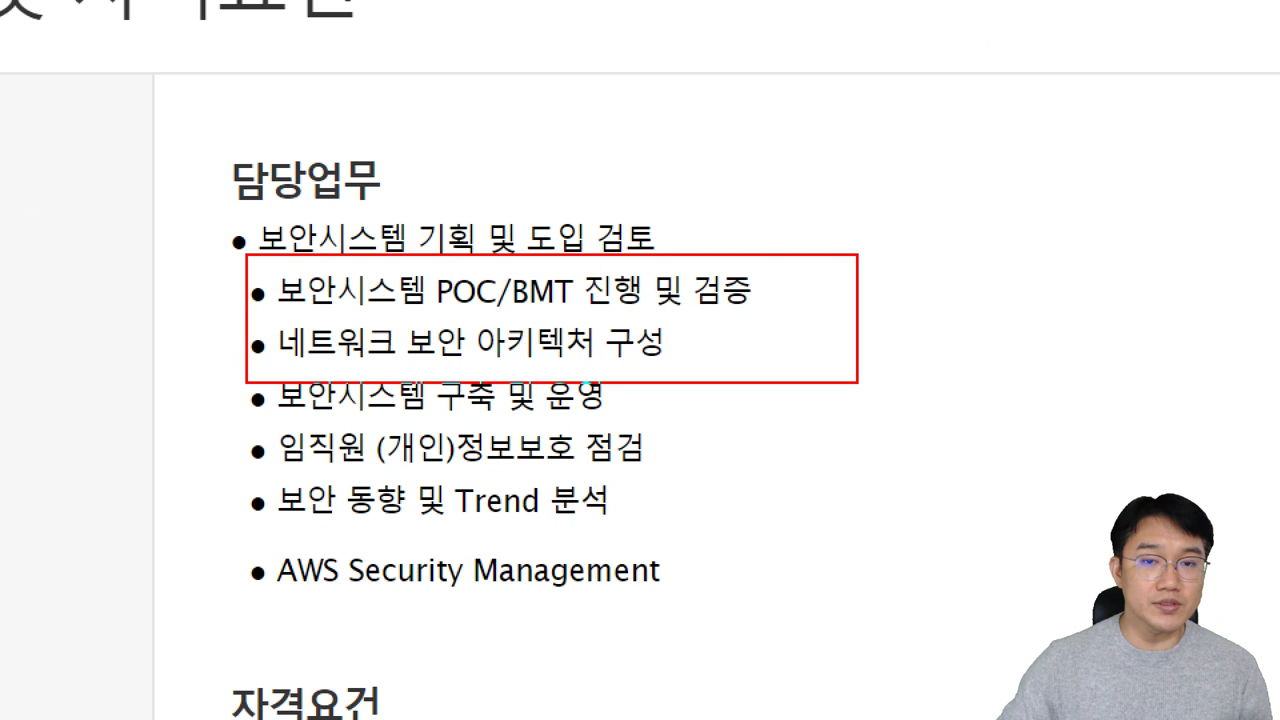 담당업무
● 보안시스템 기획 및 도입 검토
● 보안시스템 POC/BMT 진행 및 검증
● 네트워크 보안 아키텍처 구성
● 보안시스템 구축 및 운영
● 임직원 (개인)정보보호 점검
● 보안 동향 및 Trend 분석
● AWS Security Management
자격요건